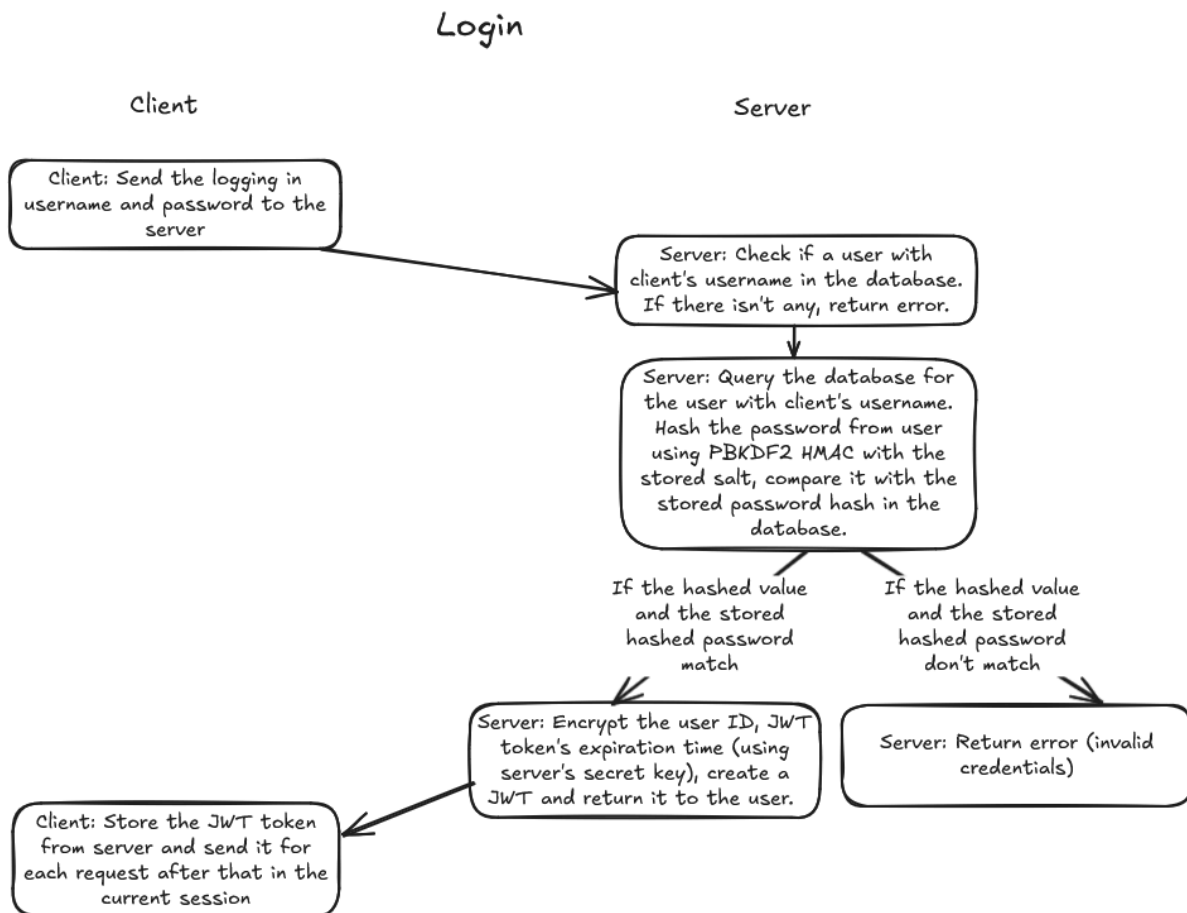 Login
Client
Server
Client: Send the logging in
username and password to the
server
Server: Check if a user with
client's username in the database.
If there isn't any, return error.
Server: Query the database for
the user with client's username.
Hash the password from user
using PBKDF2 HMAC with the
stored salt, compare it with the
stored password hash in the
database.
If the hashed value
and the stored
hashed password
match
If the hashed value
and the stored
hashed password
don't match
Server: Encrypt the user ID, JWT
token's expiration time (using
server's secret key), create a
JWT and return it to the user.
Server: Return error (invalid
credentials)
Client: Store the JWT token
from server and send it for
each request after that in the
current session